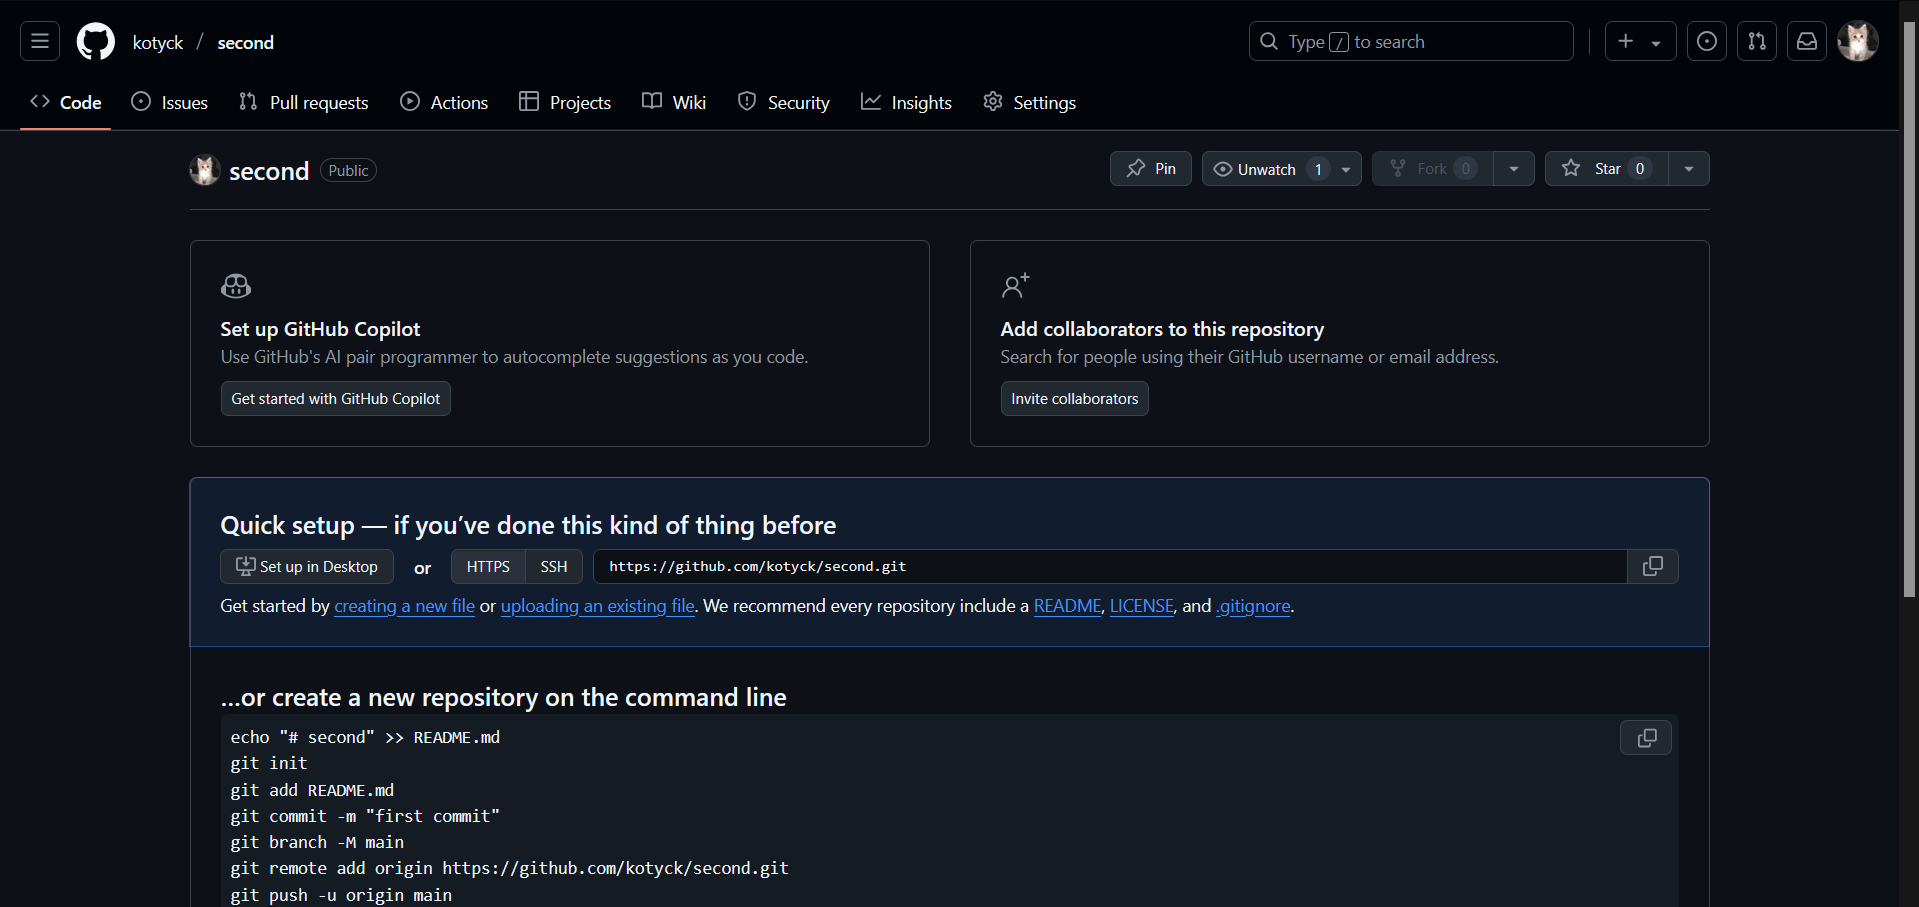 kotyck / second
Type / to search
Code Issues Pull requests Actions Projects Wiki Security Insights Settings
second Public
Pin Unwatch 1 Fork 0 Star 0
Set up GitHub Copilot
Use GitHub's AI pair programmer to autocomplete suggestions as you code.
Get started with GitHub Copilot
Add collaborators to this repository
Search for people using their GitHub username or email address.
Invite collaborators
Quick setup — if you’ve done this kind of thing before
Set up in Desktop or HTTPS SSH https://github.com/kotyck/second.git
Get started by creating a new file or uploading an existing file. We recommend every repository include a README, LICENSE, and .gitignore.
…or create a new repository on the command line
echo "# second" >> README.md
git init
git add README.md
git commit -m "first commit"
git branch -M main
git remote add origin https://github.com/kotyck/second.git
git push -u origin main